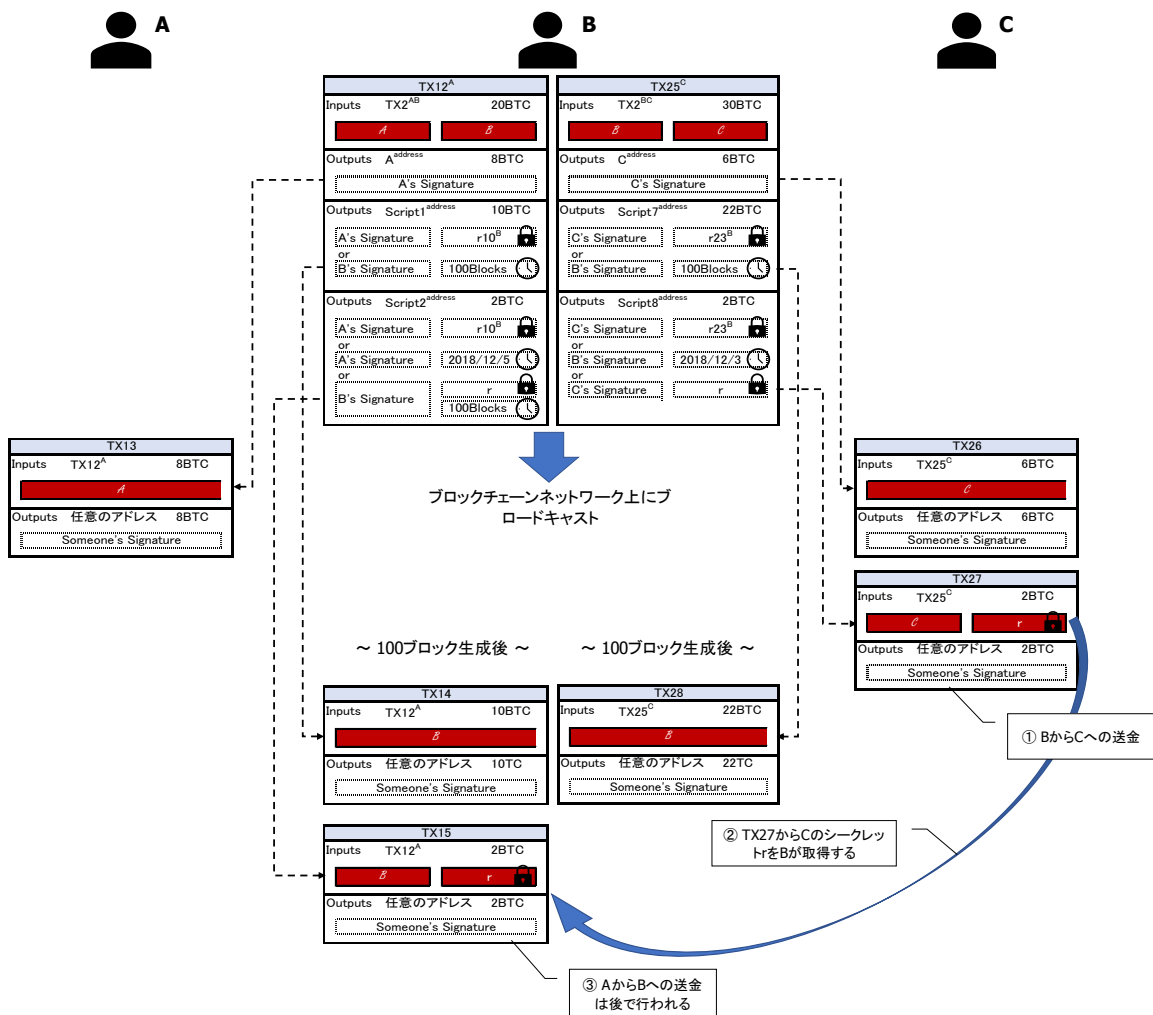 A
B
C
TX12A
Inputs TX2AB 20BTC
A B
Outputs Aaddress 8BTC
A's Signature
Outputs Script1address 10BTC
A's Signature r10B
or
B's Signature 100Blocks
Outputs Script2address 2BTC
A's Signature r10B
or
A's Signature 2018/12/5
or
B's Signature r
100Blocks
TX25C
Inputs TX2BC 30BTC
B C
Outputs Caddress 6BTC
C's Signature
Outputs Script7address 22BTC
C's Signature r23B
or
B's Signature 100Blocks
Outputs Script8address 2BTC
C's Signature r23B
or
B's Signature 2018/12/3
or
C's Signature r
TX13
Inputs TX12A 8BTC
A
Outputs 任意のアドレス 8BTC
Someone's Signature
ブロックチェーンネットワーク上にブ
ロードキャスト
TX26
Inputs TX25C 6BTC
C
Outputs 任意のアドレス 6BTC
Someone's Signature
TX27
Inputs TX25C 2BTC
C r
Outputs 任意のアドレス 2BTC
Someone's Signature
① BからCへの送金
～ 100ブロック生成後 ～
～ 100ブロック生成後 ～
TX14
Inputs TX12A 10BTC
B
Outputs 任意のアドレス 10TC
Someone's Signature
TX28
Inputs TX25C 22BTC
B
Outputs 任意のアドレス 22TC
Someone's Signature
② TX27からCのシークレッ
トrをBが取得する
TX15
Inputs TX12A 2BTC
B r
Outputs 任意のアドレス 2BTC
Someone's Signature
③ AからBへの送金
は後で行われる